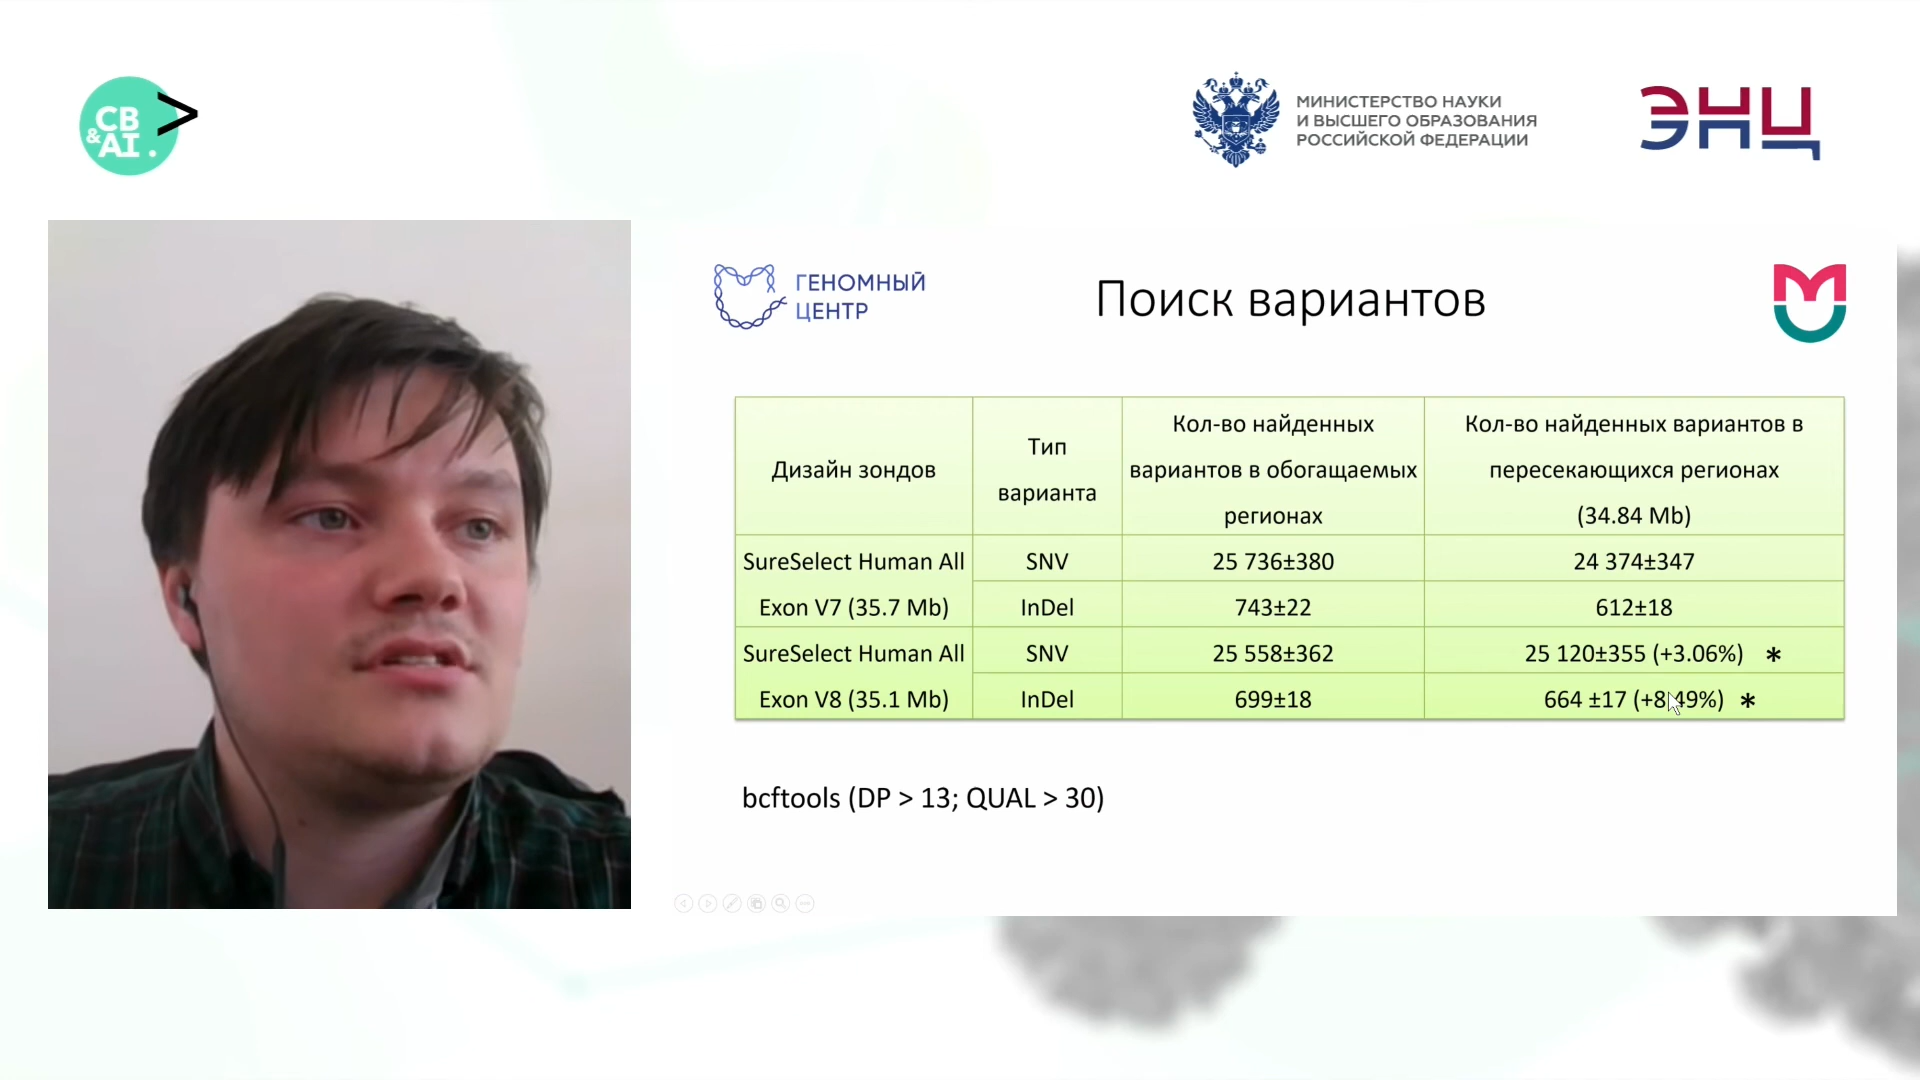 CB
&AI .
>
МИНИСТЕРСТВО НАУКИ
И ВЫСШЕГО ОБРАЗОВАНИЯ
РОССИЙСКОЙ ФЕДЕРАЦИИ
ЭНЦ
ГЕНОМНЫЙ
ЦЕНТР
Поиск вариантов
Дизайн зондов
Тип
варианта
Кол-во найденных
вариантов в обогащаемых
регионах
Кол-во найденных вариантов в
пересекающихся регионах
(34.84 Mb)
SureSelect Human All
Exon V7 (35.7 Mb)
SNV
25 736±380
24 374±347
InDel
743±22
612±18
SureSelect Human All
Exon V8 (35.1 Mb)
SNV
25 558±362
25 120±355 (+3.06%) *
InDel
699±18
664 ±17 (+8.49%) *
bcftools (DP > 13; QUAL > 30)